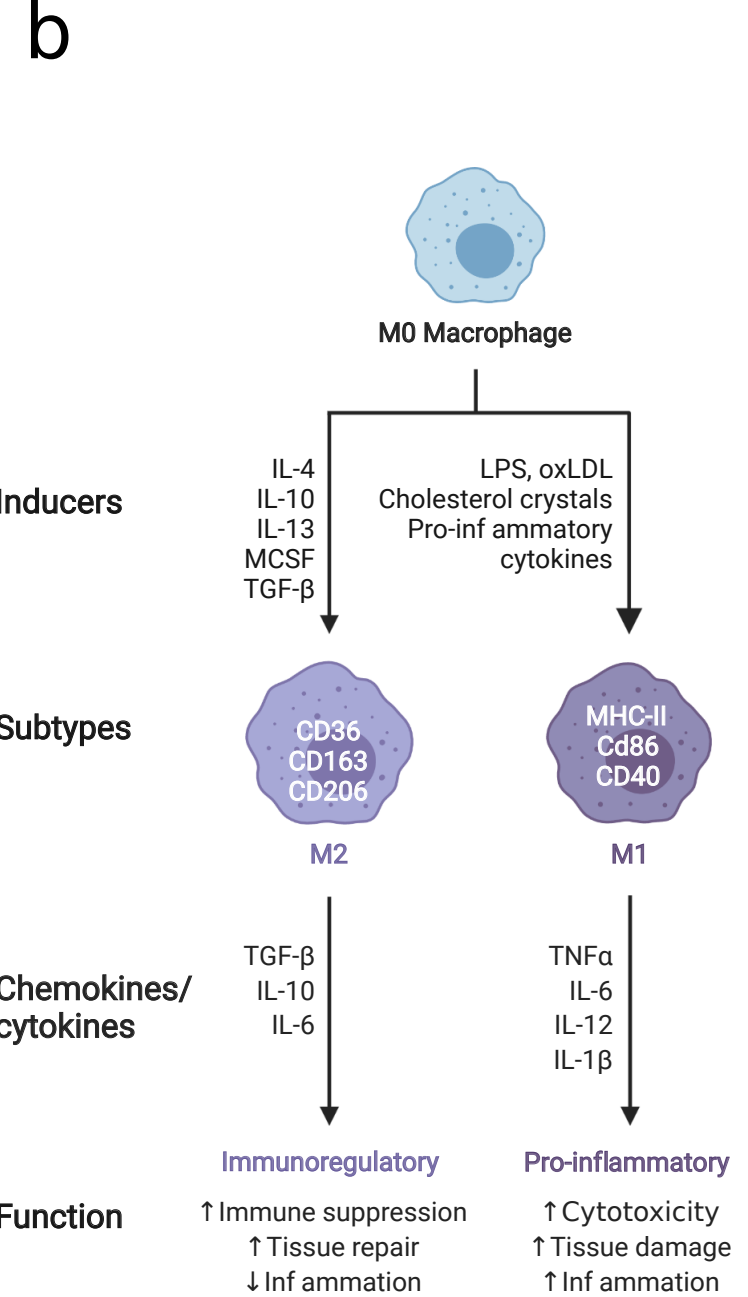 b
M0 Macrophage
Inducers
IL-4
IL-10
IL-13
MCSF
TGF-β
LPS, oxLDL
Cholesterol crystals
Pro-inf ammatory
cytokines
Subtypes
CD36
CD163
CD206
M2
MHC-II
Cd86
CD40
M1
Chemokines/
cytokines
TGF-β
IL-10
IL-6
TNFα
IL-6
IL-12
IL-1β
Function
Immunoregulatory
↑Immune suppression
↑Tissue repair
↓Inf ammation
Pro-inflammatory
↑Cytotoxicity
↑Tissue damage
↑Inf ammation